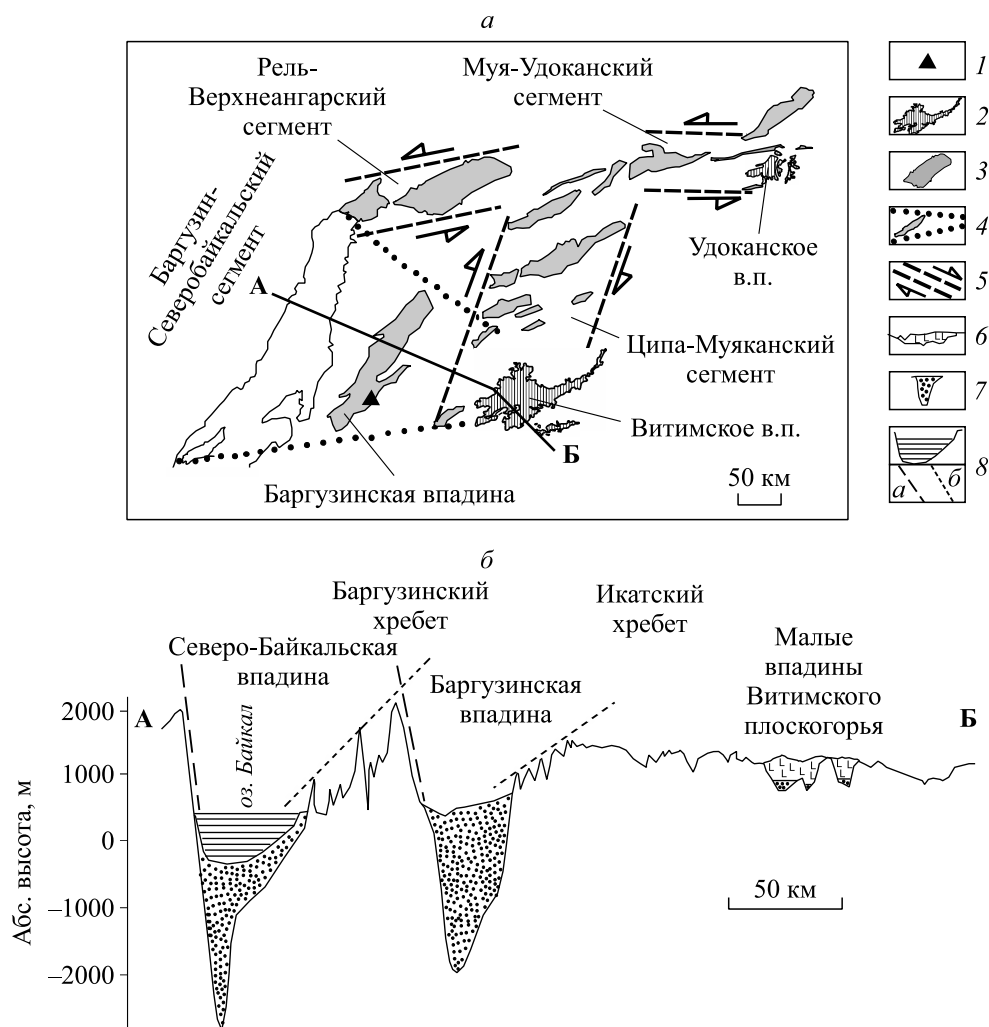 а
Рель-
Верхнеангарский
сегмент
Муя-Удоканский
сегмент
Баргузин-
Северобайкальский
сегмент
А
Удоканское
в.п.
Ципа-Муяканский
сегмент
Витимское в.п.
Б
Баргузинская впадина
50 км
1
2
3
4
5
6
7
8
а
б
б
Баргузинский
хребет
Икатский
хребет
Северо-Байкальская
впадина
Баргузинская
впадина
Малые
впадины
Витимского
плоскогорья
А
Б
оз. Байкал
Абс. высота, м
2000
1000
0
–1000
–2000
50 км
L L L L
L L L
L
L